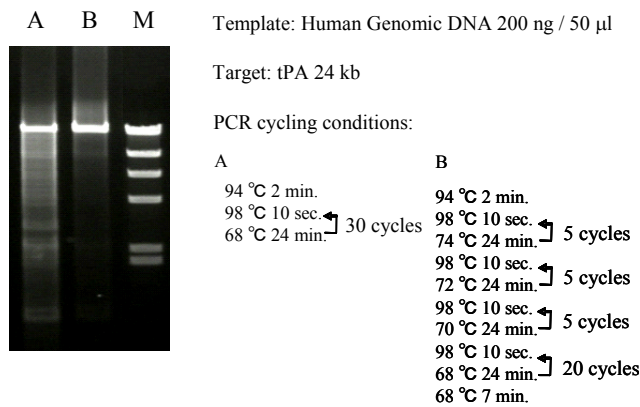 A B M
Template: Human Genomic DNA 200 ng / 50 μl
Target: tPA 24 kb
PCR cycling conditions:
A
94 ℃ 2 min.
98 ℃ 10 sec.
68 ℃ 24 min.
30 cycles
B
94 ℃ 2 min.
98 ℃ 10 sec.
74 ℃ 24 min.
5 cycles
98 ℃ 10 sec.
72 ℃ 24 min.
5 cycles
98 ℃ 10 sec.
70 ℃ 24 min.
5 cycles
98 ℃ 10 sec.
68 ℃ 24 min.
20 cycles
68 ℃ 7 min.